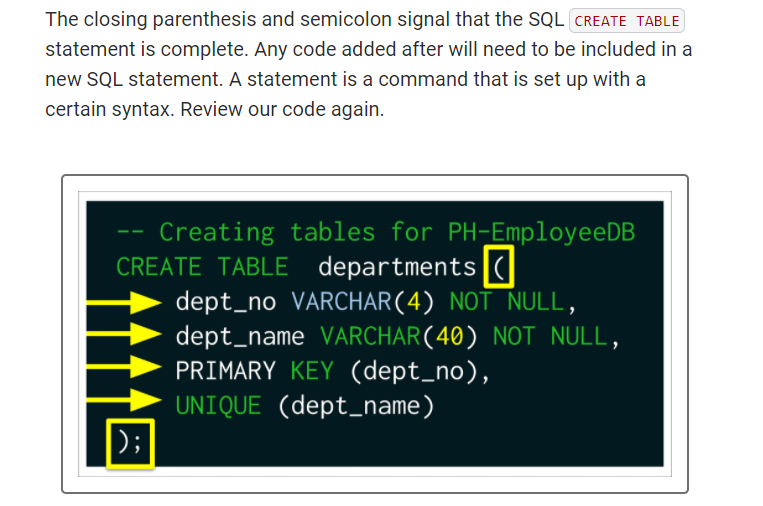 The closing parenthesis and semicolon signal that the SQL CREATE TABLE
statement is complete. Any code added after will need to be included in a
new SQL statement. A statement is a command that is set up with a
certain syntax. Review our code again.
-- Creating tables for PH-EmployeeDB
CREATE TABLE departments (
dept_no VARCHAR(4) NOT NULL,
dept_name VARCHAR(40) NOT NULL,
PRIMARY KEY (dept_no),
UNIQUE (dept_name)
);